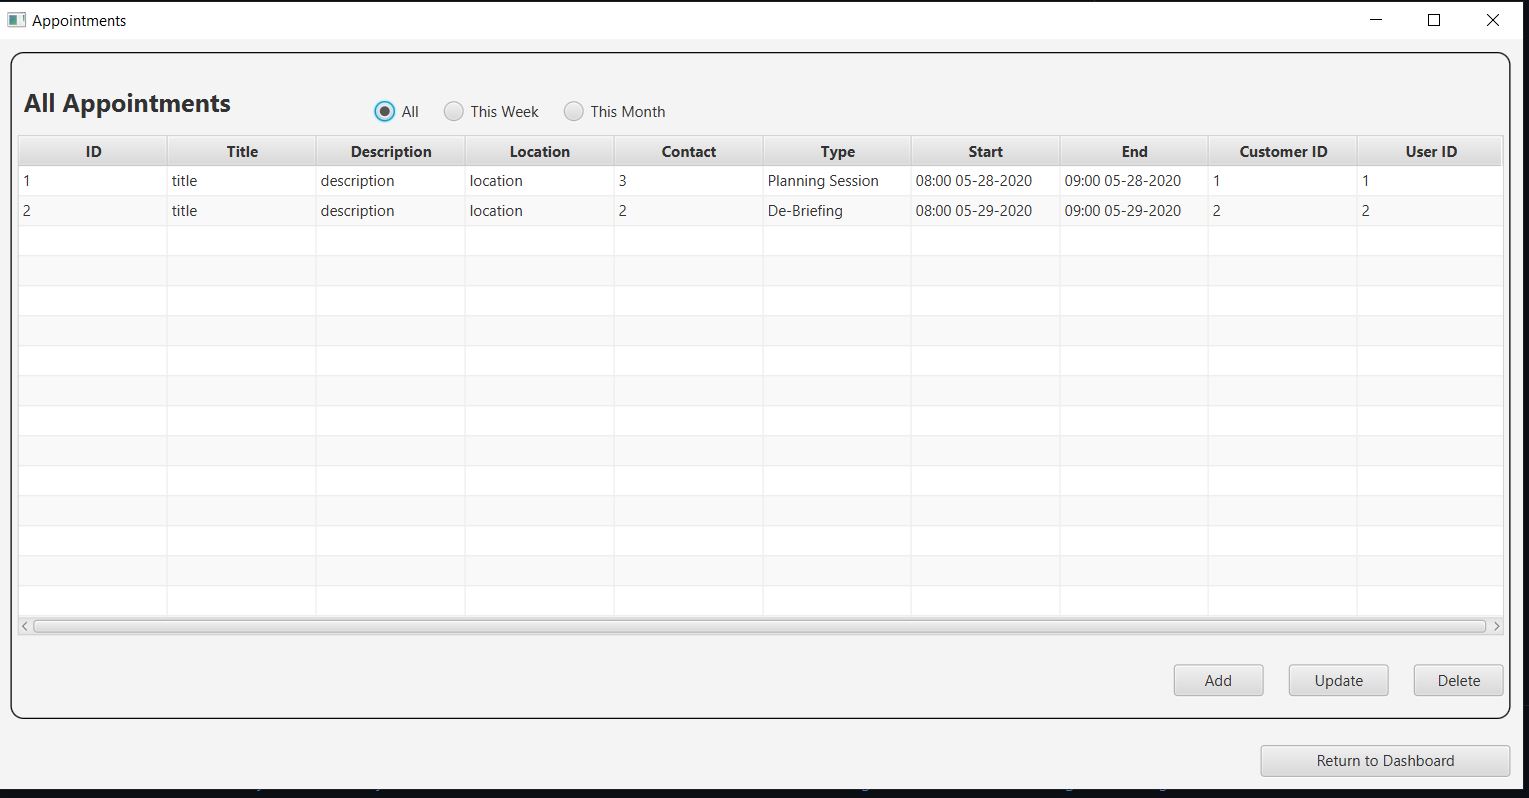 Appointments
All Appointments All This Week This Month
ID Title Description Location Contact Type Start End Customer ID User ID
1 title description location 3 Planning Session 08:00 05-28-2020 09:00 05-28-2020 1 1
2 title description location 2 De-Briefing 08:00 05-29-2020 09:00 05-29-2020 2 2
Add Update Delete
Return to Dashboard